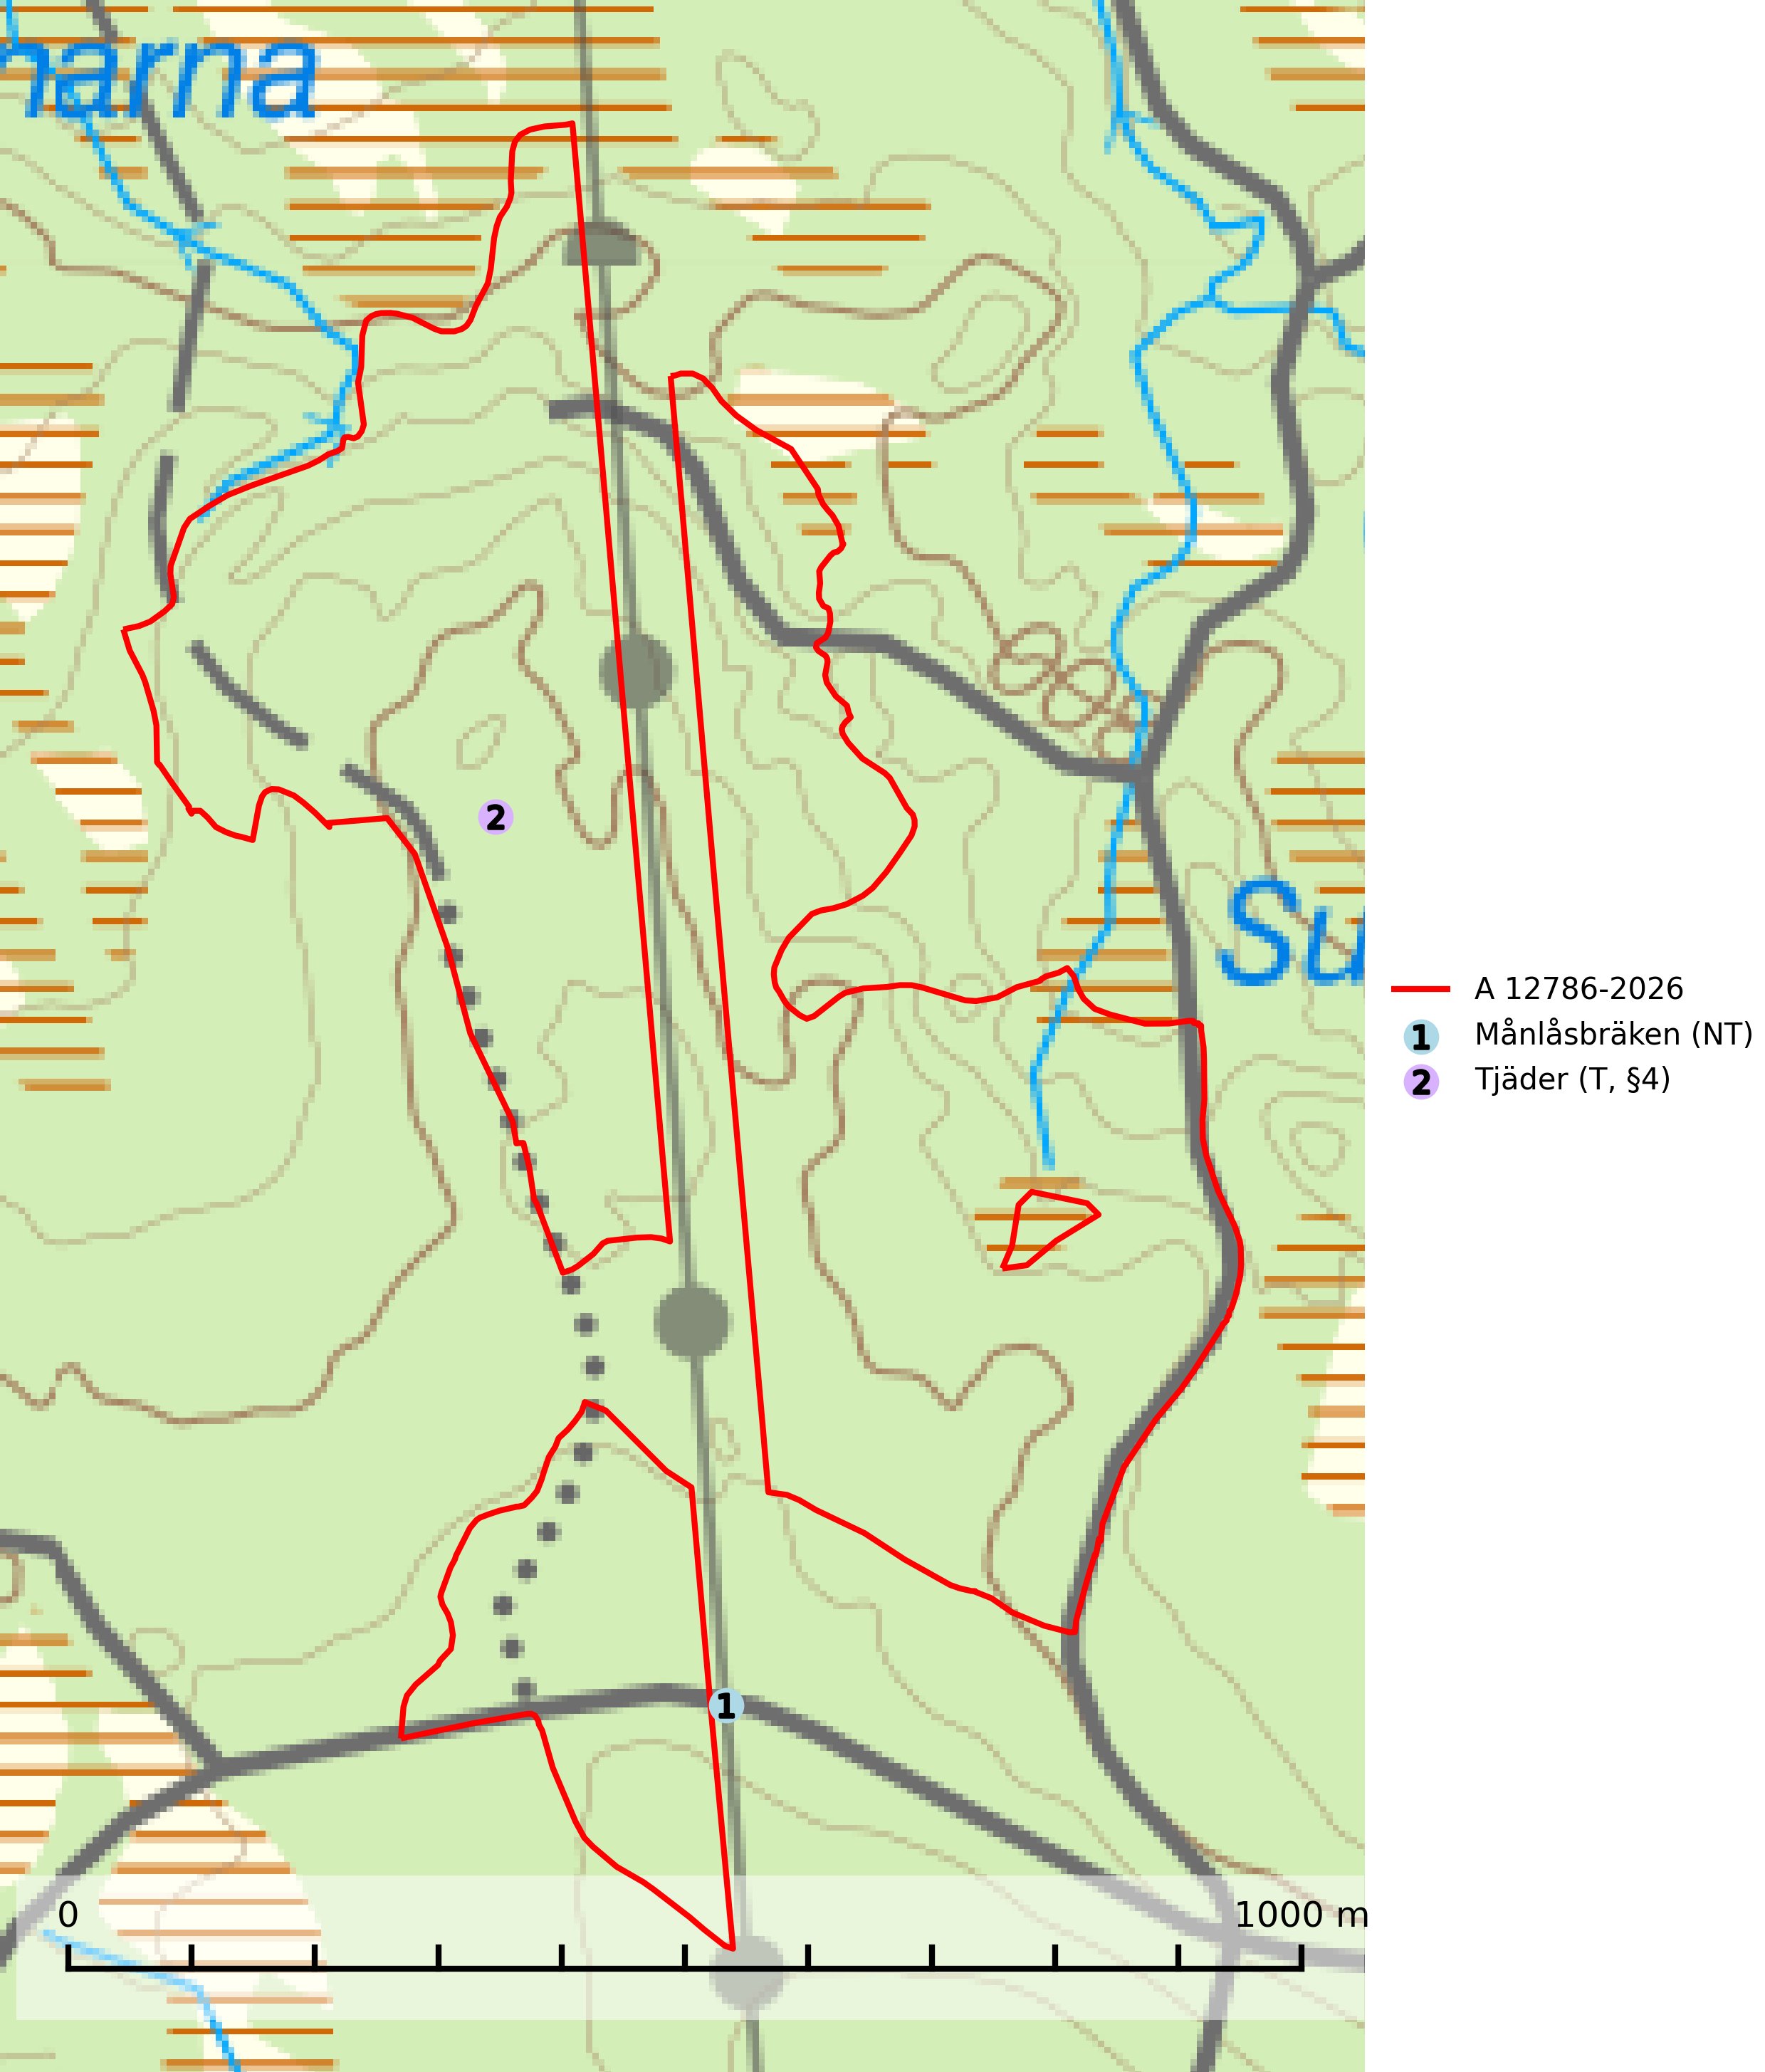 harna
2
Su
A 12786-2026
1 Månlåsbräken (NT)
2 Tjäder (T, §4)
1
0 1000 m